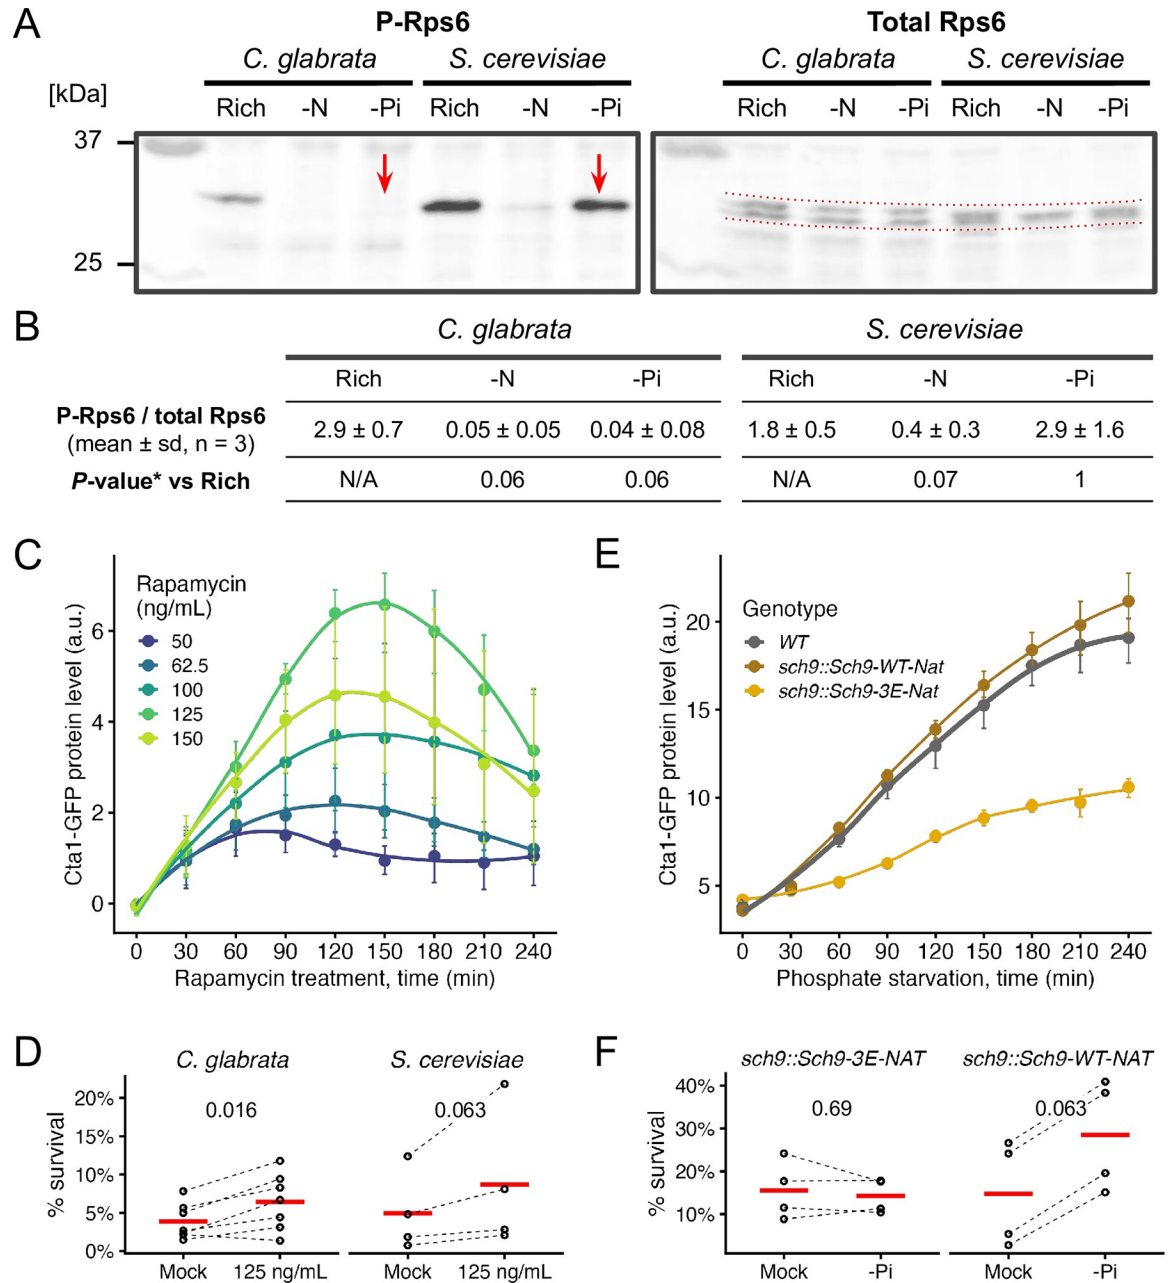 A
P-Rps6
Total Rps6
C. glabrata
S. cerevisiae
C. glabrata
S. cerevisiae
[kDa]
Rich
-N
-Pi
Rich
-N
-Pi
Rich
-N
-Pi
Rich
-N
-Pi
37
25
B
C. glabrata
S. cerevisiae
Rich
-N
-Pi
Rich
-N
-Pi
P-Rps6 / total Rps6
(mean ± sd, n = 3)
2.9 ± 0.7
0.05 ± 0.05
0.04 ± 0.08
1.8 ± 0.5
0.4 ± 0.3
2.9 ± 1.6
P-value* vs Rich
N/A
0.06
0.06
N/A
0.07
1
C
Cta1-GFP protein level (a.u.)
Rapamycin
(ng/mL)
50
62.5
100
125
150
6
4
2
0
0 30 60 90 120 150 180 210 240
Rapamycin treatment, time (min)
E
Cta1-GFP protein level (a.u.)
Genotype
WT
sch9::Sch9-WT-Nat
sch9::Sch9-3E-Nat
20
15
10
5
0 30 60 90 120 150 180 210 240
Phosphate starvation, time (min)
D
C. glabrata
S. cerevisiae
% survival
20%
15%
10%
5%
0%
0.016
0.063
Mock
125 ng/mL
Mock
125 ng/mL
F
sch9::Sch9-3E-NAT
sch9::Sch9-WT-NAT
% survival
40%
30%
20%
10%
0.69
0.063
Mock
-Pi
Mock
-Pi